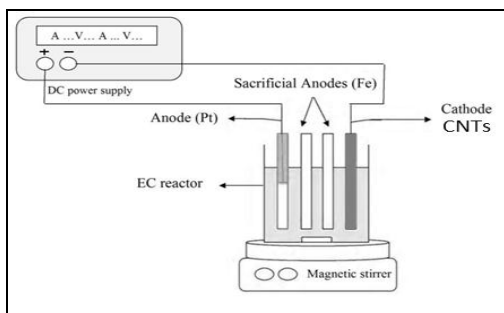 A ...V... A ... V...
+ −
DC power supply
Sacrificial Anodes (Fe)
Anode (Pt)
Cathode
CNTs
EC reactor
Magnetic stirrer